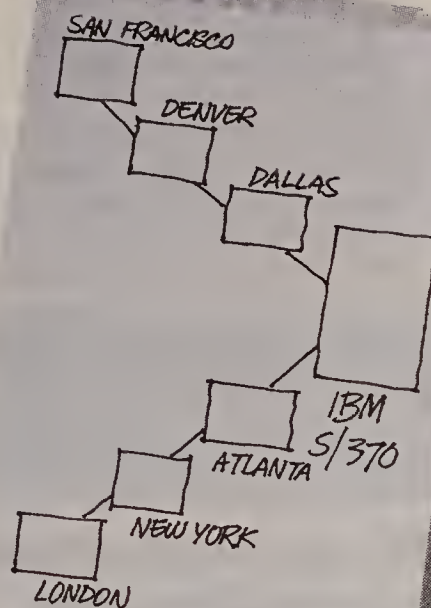 SAN FRANCISCO
DENVER
DALLAS
IBM
S/370
ATLANTA
NEW YORK
LONDON